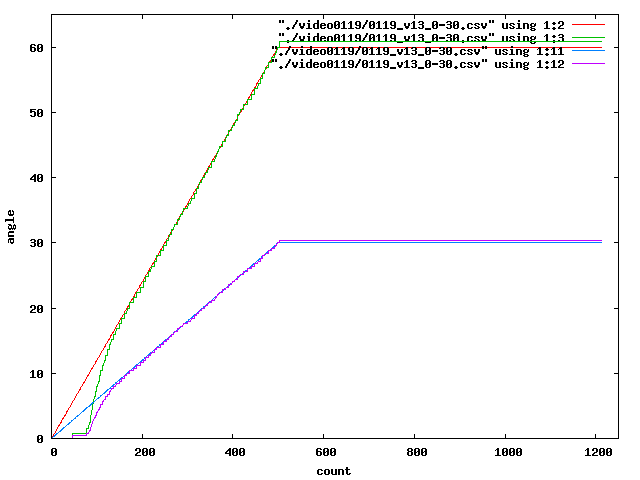 "./video0119/0119_v13_0-30.csv" using 1:2
"./video0119/0119_v13_0-30.csv" using 1:3
"./video0119/0119_v13_0-30.csv" using 1:11
"./video0119/0119_v13_0-30.csv" using 1:12
60
50
40
30
20
10
0
angle
0 200 400 600 800 1000 1200
count